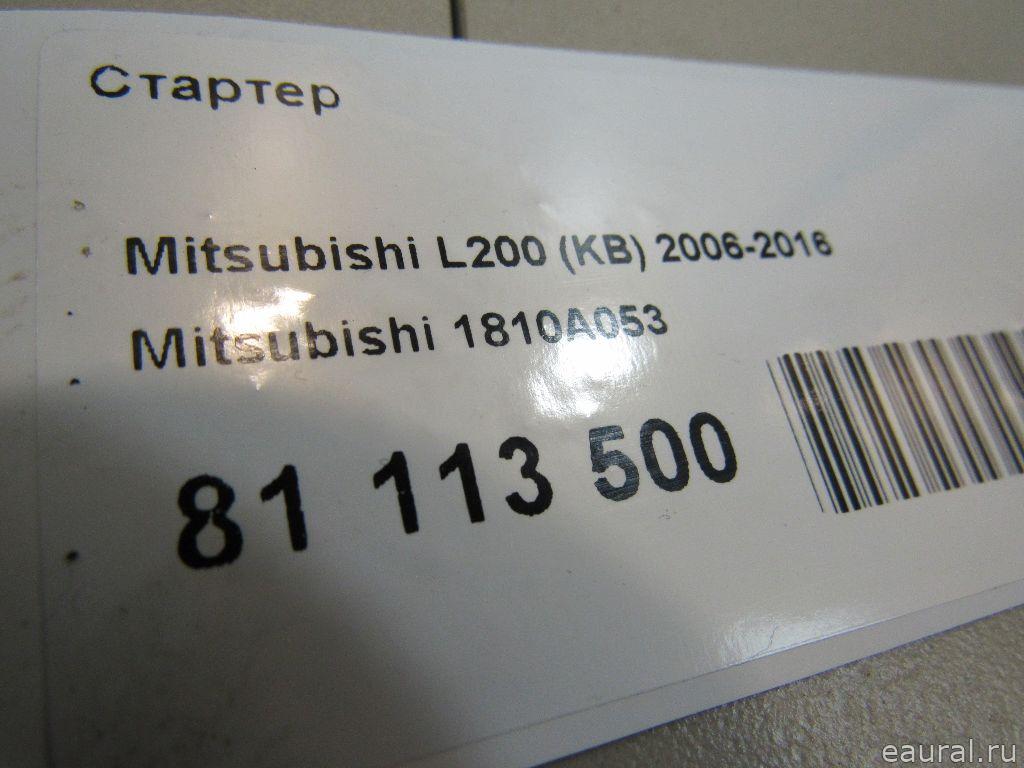 Стартер
Mitsubishi L200 (KB) 2006-2016
Mitsubishi 1810A053
81 113 500
eaural.ru